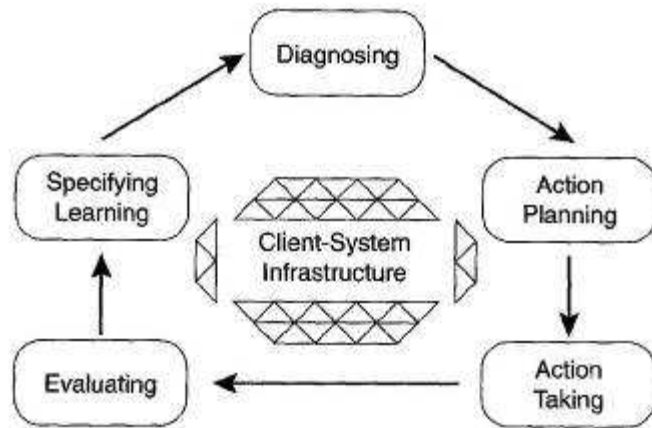 Diagnosing
Action
Planning
Action
Taking
Evaluating
Specifying
Learning
Client-System
Infrastructure